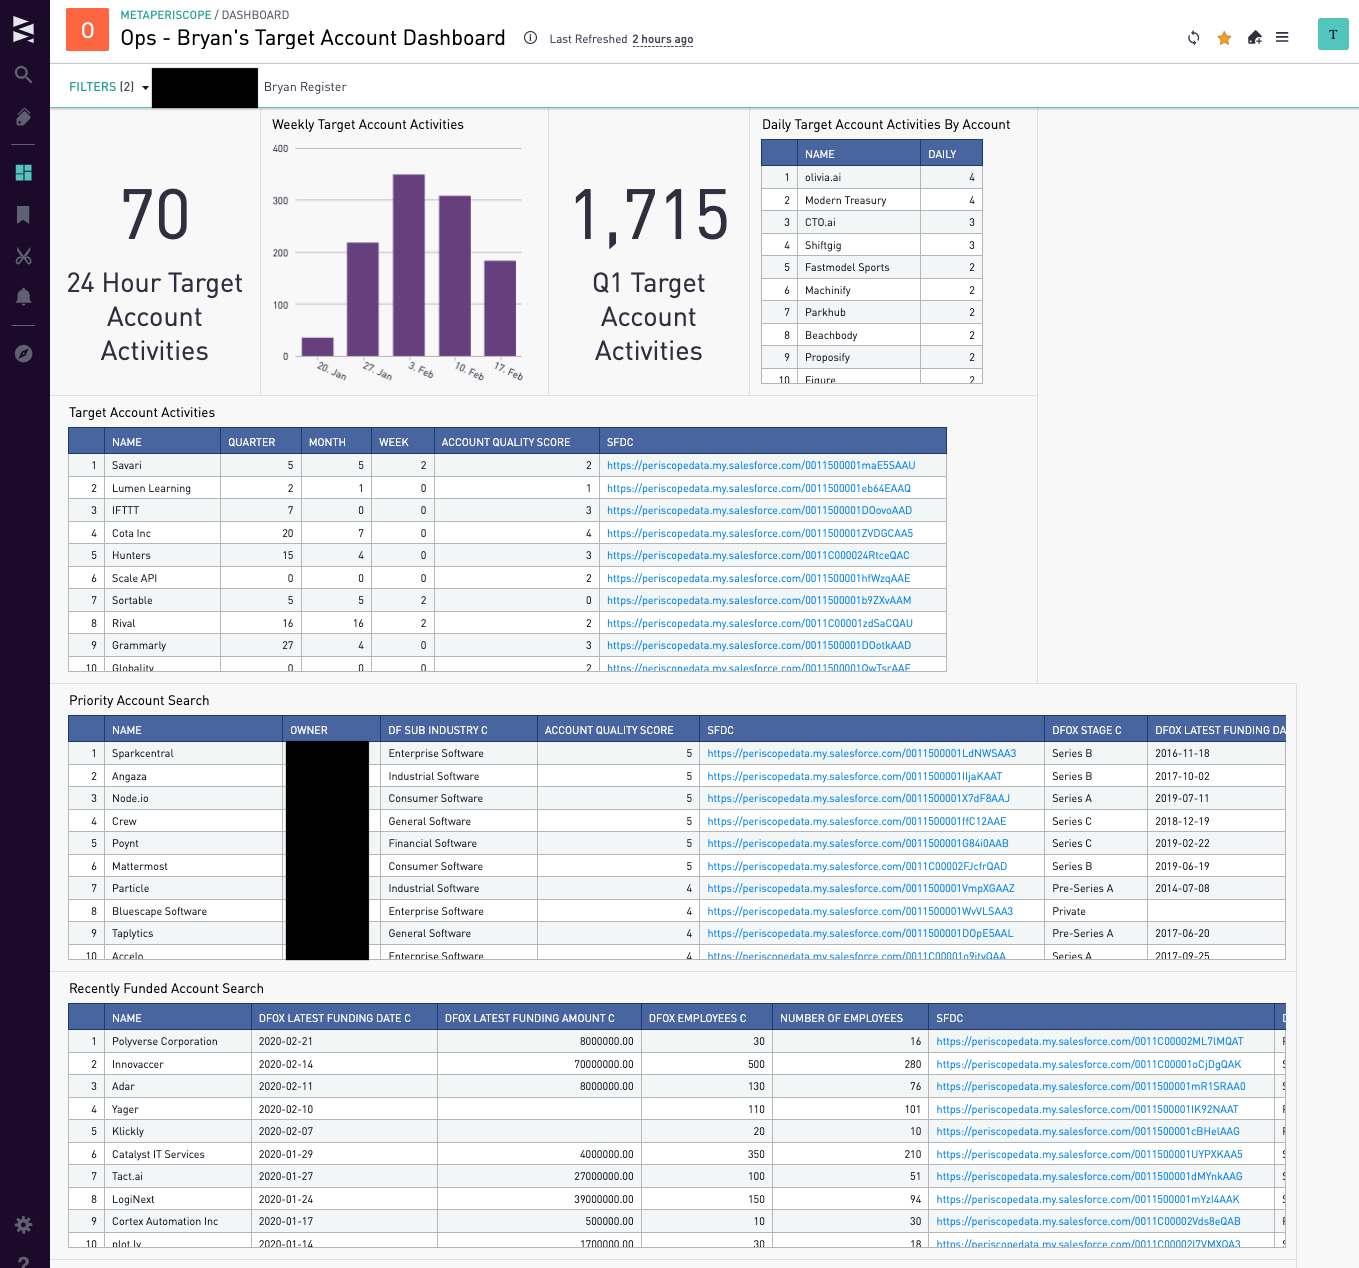 METAPERISCOPE / DASHBOARD
O
Ops - Bryan's Target Account Dashboard
Last Refreshed 2 hours ago
T
FILTERS (2)
Bryan Register
70
24 Hour Target
Account
Activities
Weekly Target Account Activities
400
300
200
100
0
20. Jan
27. Jan
3. Feb
10. Feb
17. Feb
1,715
Q1 Target
Account
Activities
Daily Target Account Activities By Account
NAME DAILY
1 olivia.ai 4
2 Modern Treasury 4
3 CTO.ai 3
4 Shiftgig 3
5 Fastmodel Sports 2
6 Machinify 2
7 Parkhub 2
8 Beachbody 2
9 Proposify 2
10 Figure 2
Target Account Activities
NAME QUARTER MONTH WEEK ACCOUNT QUALITY SCORE SFDC
1 Savari 5 5 2 2 https://periscopedata.my.salesforce.com/0011500001maE5SAAU
2 Lumen Learning 2 1 0 1 https://periscopedata.my.salesforce.com/0011500001eb64EAAQ
3 IFTTT 7 0 0 3 https://periscopedata.my.salesforce.com/0011500001DOovoAAD
4 Cota Inc 20 7 0 4 https://periscopedata.my.salesforce.com/0011500001ZVDGCAA5
5 Hunters 15 4 0 3 https://periscopedata.my.salesforce.com/0011C000024RtceQAC
6 Scale API 0 0 0 2 https://periscopedata.my.salesforce.com/0011500001hfWzqAAE
7 Sortable 5 5 2 0 https://periscopedata.my.salesforce.com/0011500001b9ZXvAAM
8 Rival 16 16 2 2 https://periscopedata.my.salesforce.com/0011C00001zdSaCQAU
9 Grammarly 27 4 0 3 https://periscopedata.my.salesforce.com/0011500001DOotkAAD
10 Globality 0 0 0 2 https://periscopedata.my.salesforce.com/0011500001QwTsrAAF
Priority Account Search
NAME OWNER DF SUB INDUSTRY C ACCOUNT QUALITY SCORE SFDC DFOX STAGE C DFOX LATEST FUNDING DA
1 Sparkcentral Enterprise Software 5 https://periscopedata.my.salesforce.com/0011500001LdNWSAA3 Series B 2016-11-18
2 Angaza Industrial Software 5 https://periscopedata.my.salesforce.com/0011500001IIjaKAAT Series B 2017-10-02
3 Node.io Consumer Software 5 https://periscopedata.my.salesforce.com/0011500001X7dF8AAJ Series A 2019-07-11
4 Crew General Software 5 https://periscopedata.my.salesforce.com/0011500001ffC12AAE Series C 2018-12-19
5 Poynt Financial Software 5 https://periscopedata.my.salesforce.com/0011500001G84i0AAB Series C 2019-02-22
6 Mattermost Consumer Software 5 https://periscopedata.my.salesforce.com/0011C00002FJcfrQAD Series B 2019-06-19
7 Particle Industrial Software 4 https://periscopedata.my.salesforce.com/0011500001VmpXGAAZ Pre-Series A 2014-07-08
8 Bluescape Software Enterprise Software 4 https://periscopedata.my.salesforce.com/0011500001WvVLSAA3 Private
9 Taplytics General Software 4 https://periscopedata.my.salesforce.com/0011500001DOpE5AAL Pre-Series A 2017-06-20
10 Accelo Enterprise Software 4 https://periscopedata.my.salesforce.com/0011C00001o9itvQAA Series A 2017-09-25
Recently Funded Account Search
NAME DFOX LATEST FUNDING DATE C DFOX LATEST FUNDING AMOUNT C DFOX EMPLOYEES C NUMBER OF EMPLOYEES SFDC
1 Polyverse Corporation 2020-02-21 8000000.00 30 16 https://periscopedata.my.salesforce.com/0011C00002ML7lMQAT
2 Innovaccer 2020-02-14 70000000.00 500 280 https://periscopedata.my.salesforce.com/0011C00001oCjDgQAK
3 Adar 2020-02-11 8000000.00 130 76 https://periscopedata.my.salesforce.com/0011500001mR1SRAA0
4 Yager 2020-02-10 110 101 https://periscopedata.my.salesforce.com/0011500001IK92NAAT
5 Klickly 2020-02-07 20 10 https://periscopedata.my.salesforce.com/0011500001cBHelAAG
6 Catalyst IT Services 2020-01-29 4000000.00 350 210 https://periscopedata.my.salesforce.com/0011500001UYPXKAA5
7 Tact.ai 2020-01-27 27000000.00 100 51 https://periscopedata.my.salesforce.com/0011500001dMYnkAAG
8 LogiNext 2020-01-24 39000000.00 150 94 https://periscopedata.my.salesforce.com/0011500001mYzI4AAK
9 Cortex Automation Inc 2020-01-17 500000.00 10 30 https://periscopedata.my.salesforce.com/0011C00002Vds8eQAB
10 plot.ly 2020-01-14 1700000.00 30 18 https://periscopedata.my.salesforce.com/0011C00002I7VMXQA3